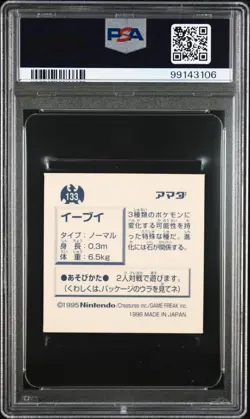 PSA
99143106
133
アマダ
イーブイ
タイプ：ノーマル
身長：0.3m
体重：6.5kg
3種類のポケモンに
変化する可能性を持
った特殊な種だ。進
化には石が関係する。
●あそびかた● 2人対戦で遊びます。
(くわしくは、パッケージのウラを見てネ)
©1995 Nintendo/Creatures inc./GAME FREAK inc.
1996 MADE IN JAPAN